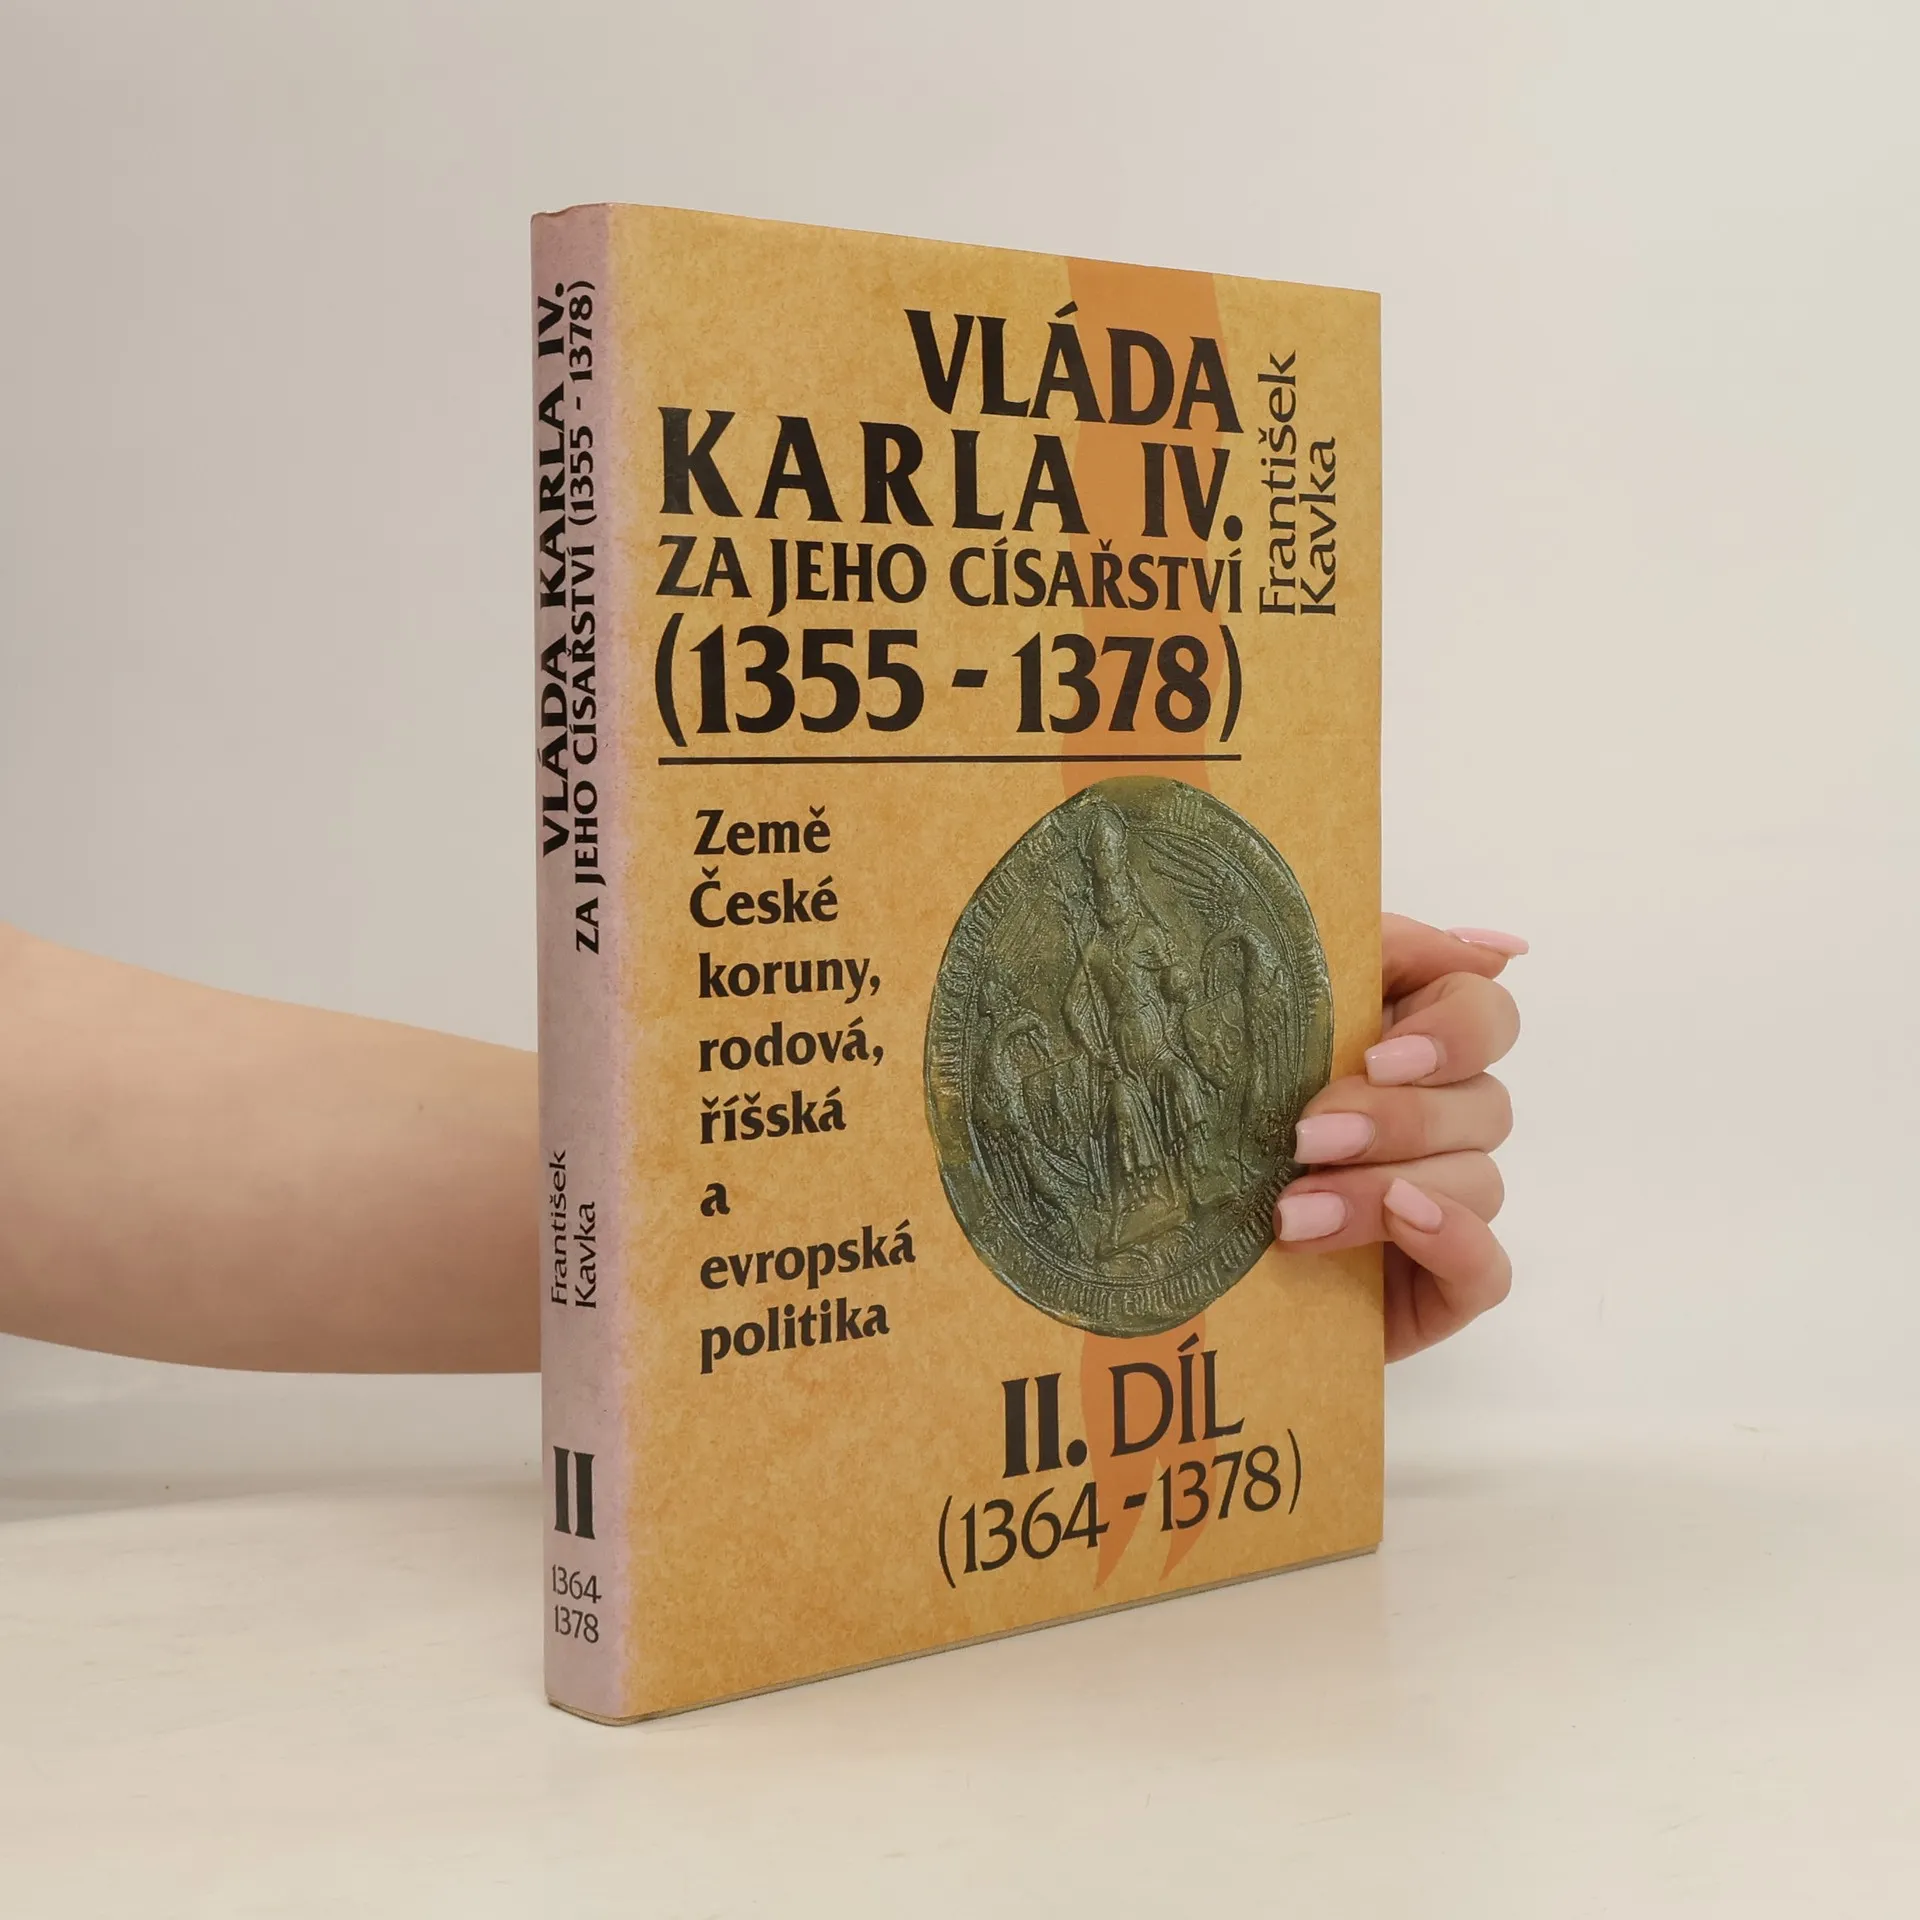 VLÁDA KARLA IV.
ZA JEHO CÍSAŘSTVÍ (1355 - 1378)
František
Kavka
II
1364
1378
VLÁDA
KARLA IV.
ZA JEHO CÍSAŘSTVÍ
(1355 - 1378)
František
Kavka
Země
České
koruny,
rodová,
říšská
a
evropská
politika
II. DÍL
(1364 - 1378)